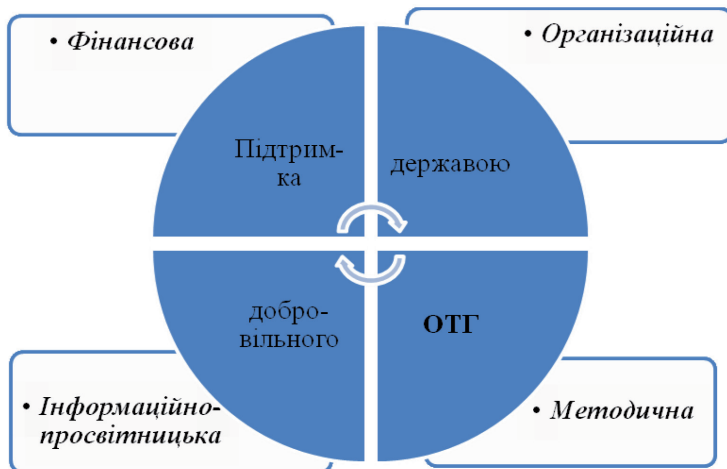 • Фінансова
• Організаційна
Підтрим-
ка
державою
добро-
вільного
ОТГ
• Інформаційно-
просвітницька
• Методична